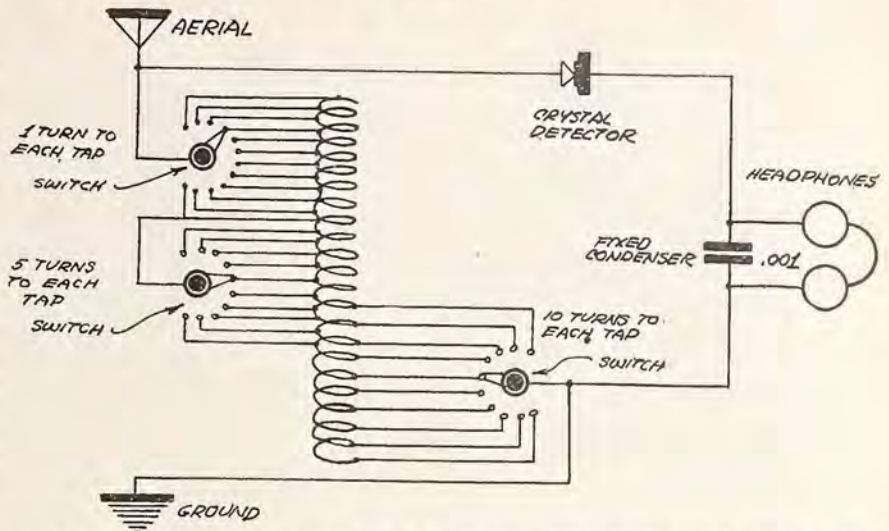 AERIAL
1 TURN TO
EACH TAP
SWITCH
CRYSTAL
DETECTOR
HEADPHONES
FIXED
CONDENSER
.001
5 TURNS
TO EACH
TAP
SWITCH
10 TURNS TO
EACH TAP
SWITCH
GROUND